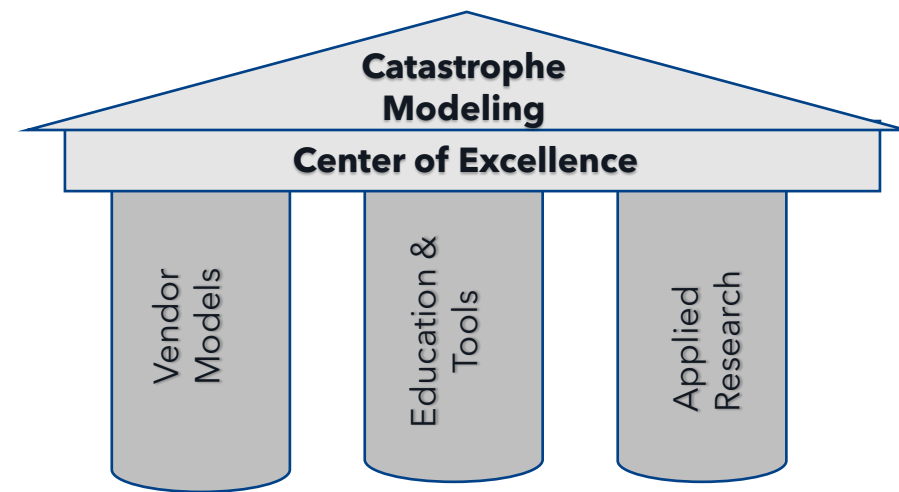 Catastrophe
Modeling
Center of Excellence
Vendor
Models
Education &
Tools
Applied
Research